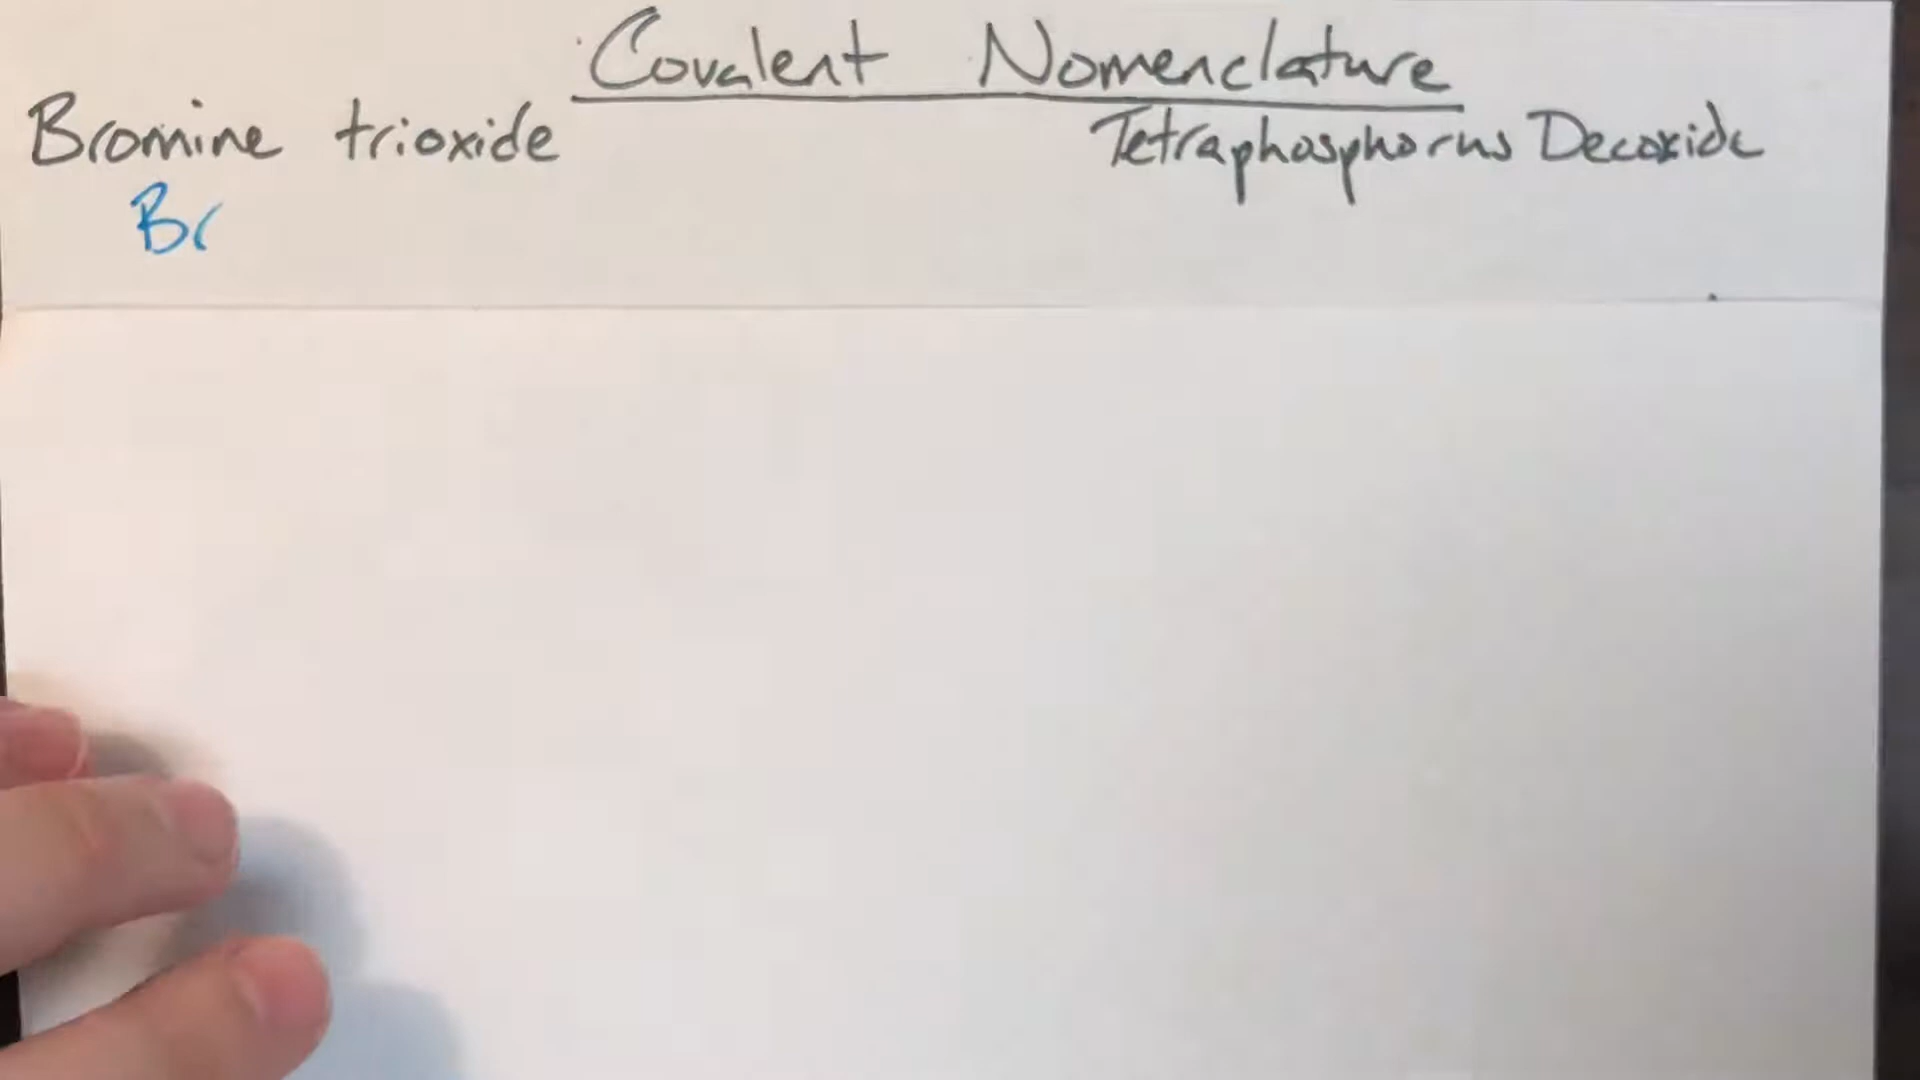 Covalent Nomenclature
Bromine trioxide
Tetraphosphorus Decoxide
Br